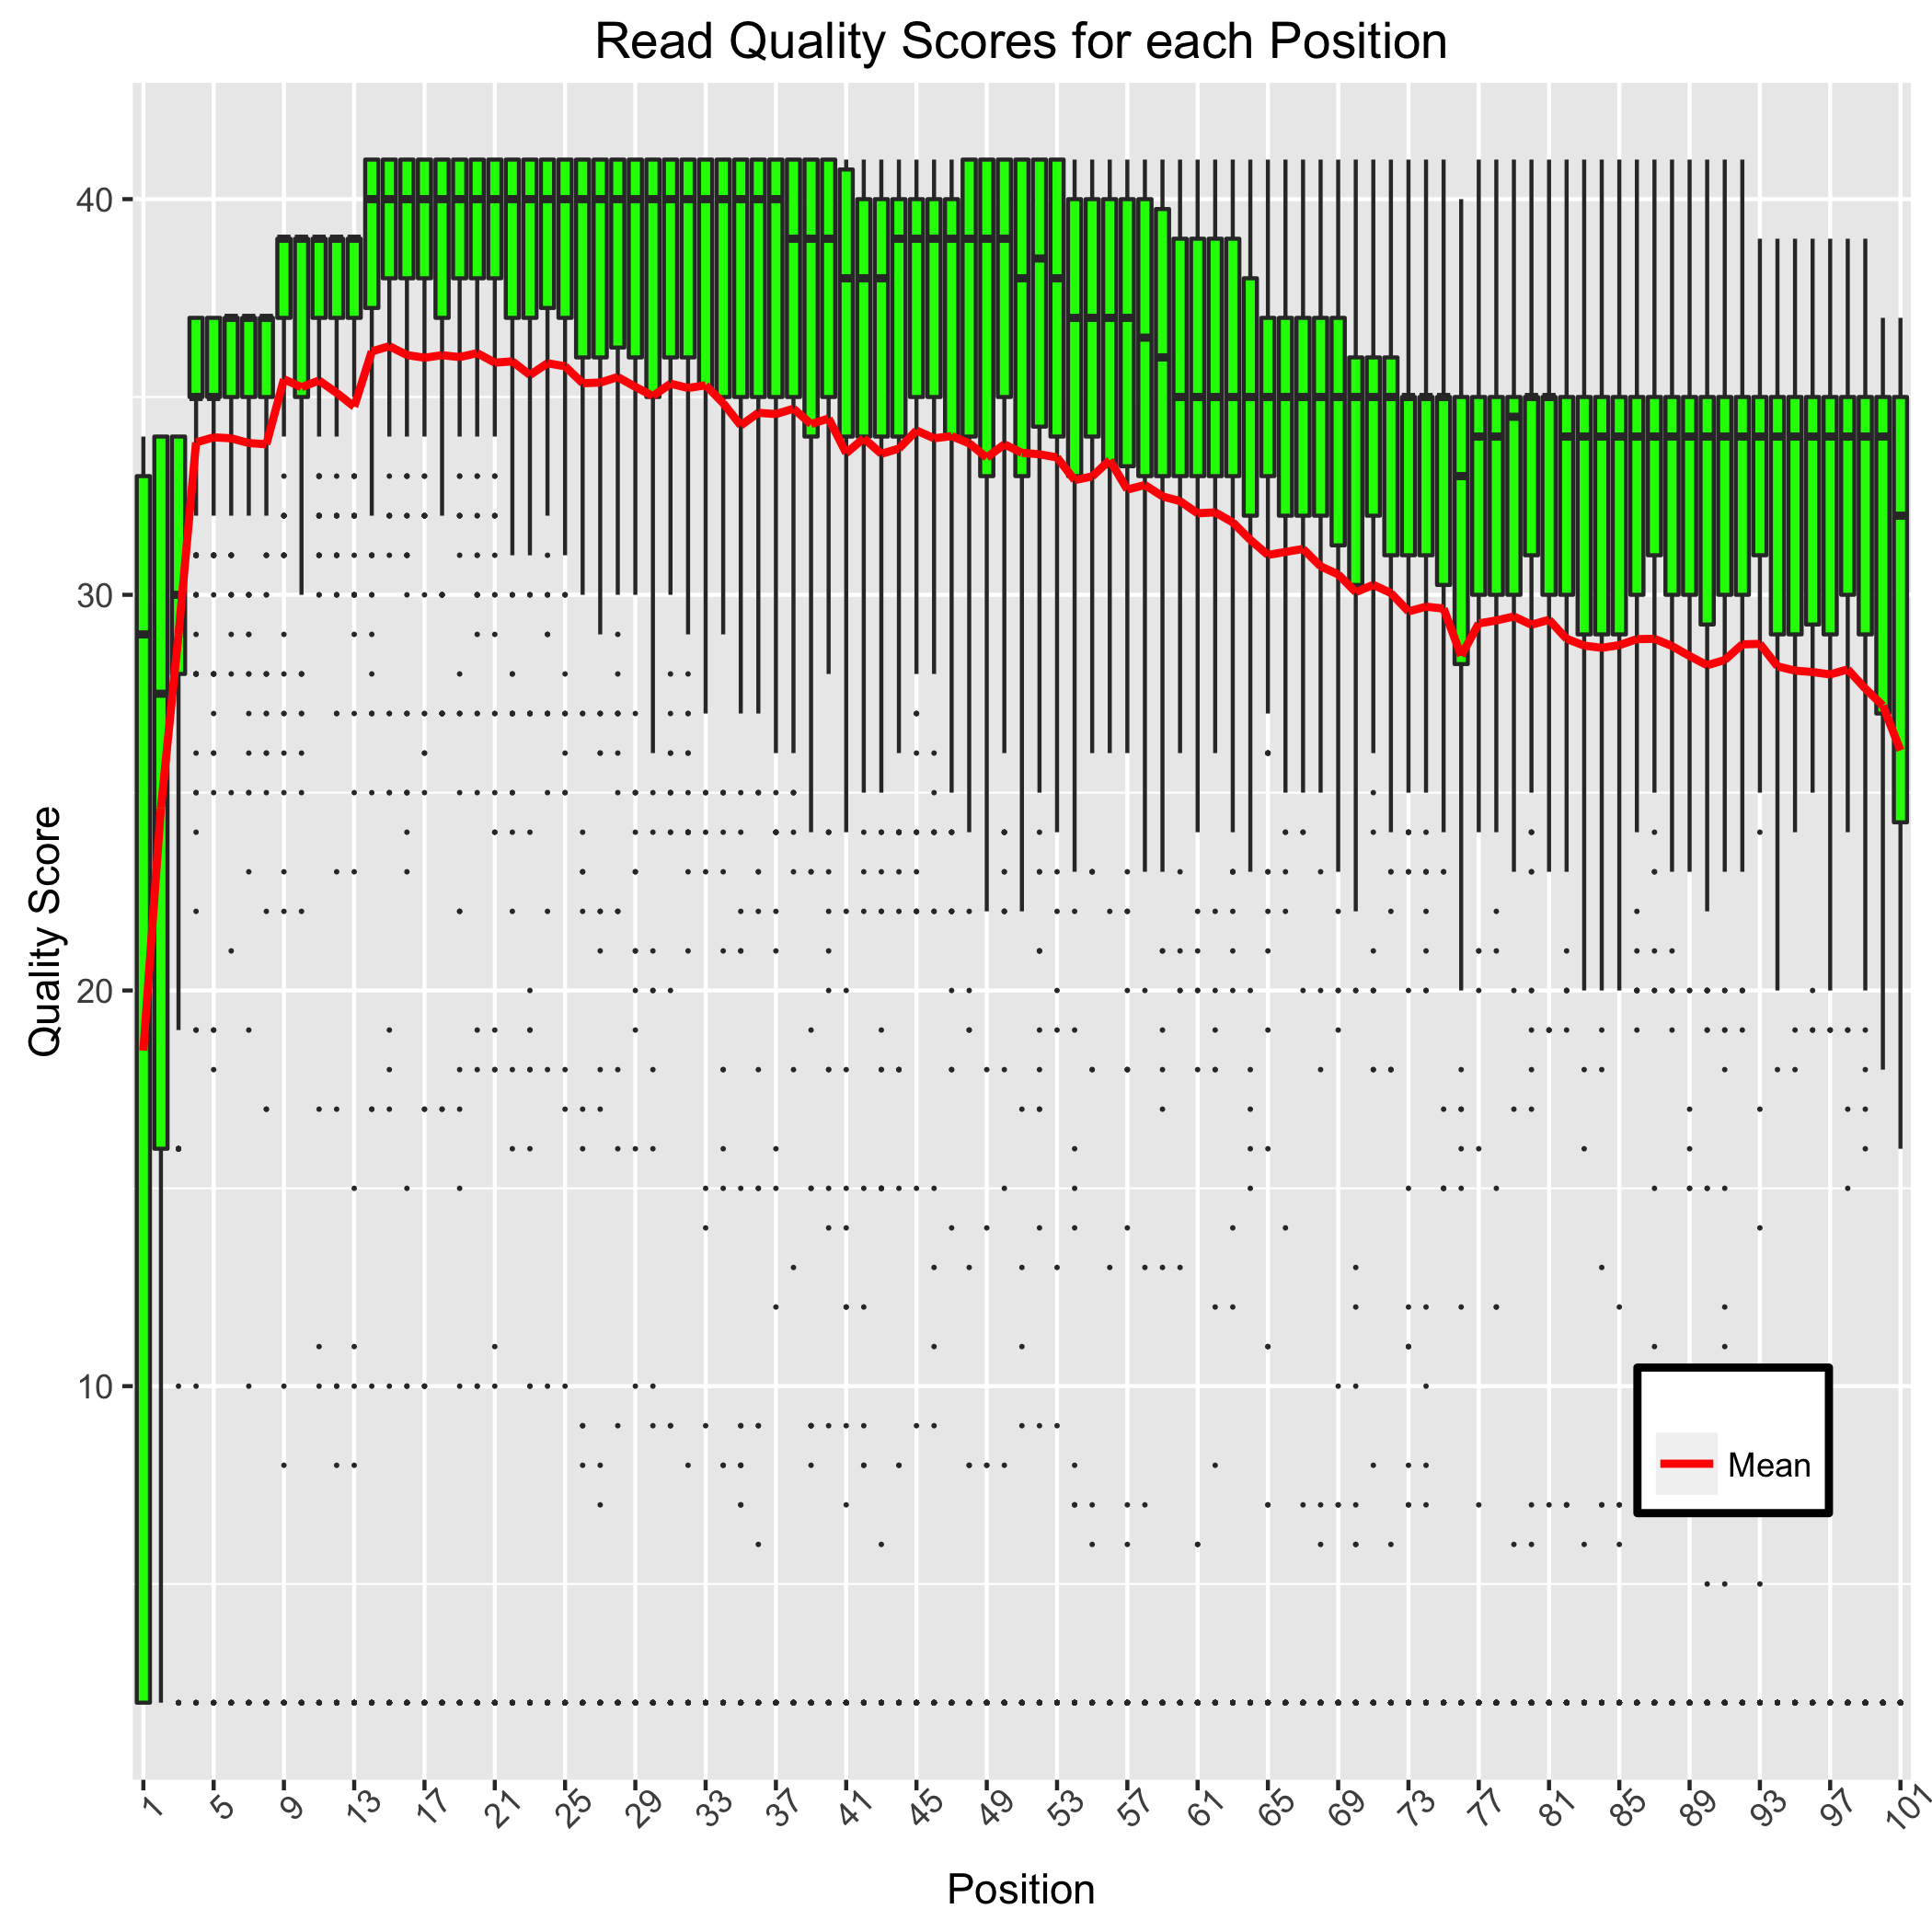 Read Quality Scores for each Position
Quality Score
40
30
20
10
Mean
1 5 9 13 17 21 25 29 33 37 41 45 49 53 57 61 65 69 73 77 81 85 89 93 97 101
Position